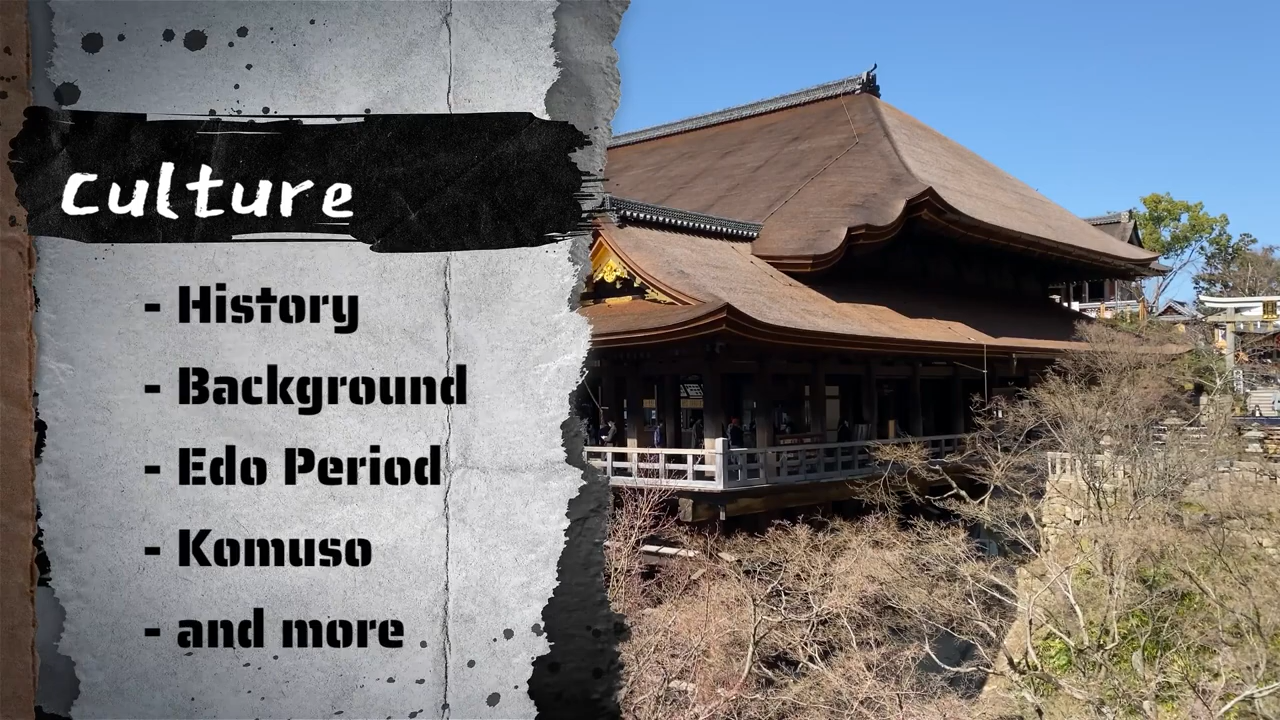 Culture
- History
- Background
- Edo Period
- Komuso
- and more